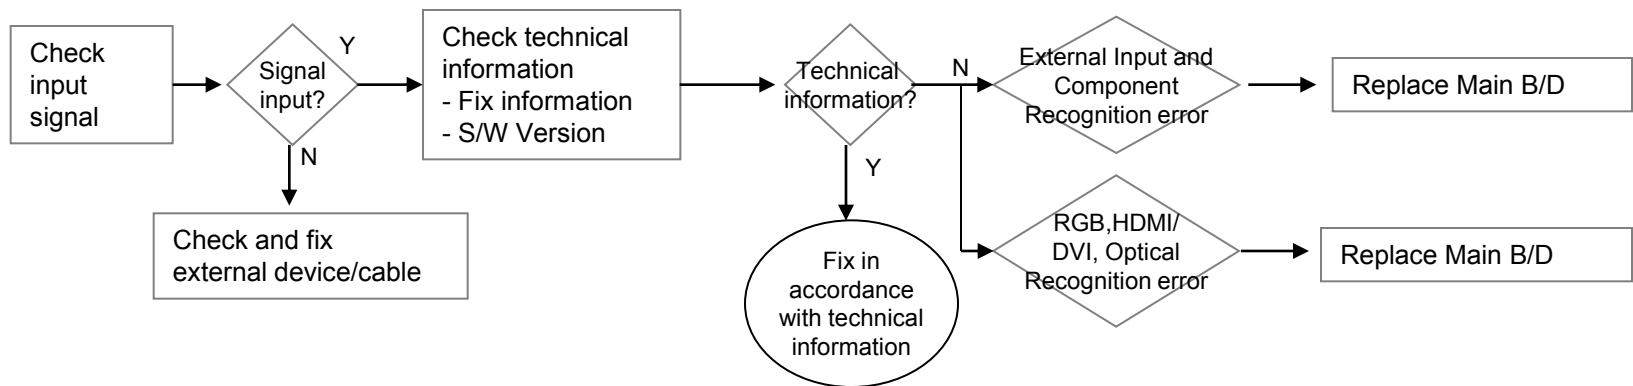 Check
input
signal
Signal
input?
Y
N
Check and fix
external device/cable
Check technical
information
- Fix information
- S/W Version
Technical
information?
N
Y
Fix in
accordance
with technical
information
External Input and
Component
Recognition error
Replace Main B/D
RGB,HDMI/
DVI, Optical
Recognition error
Replace Main B/D